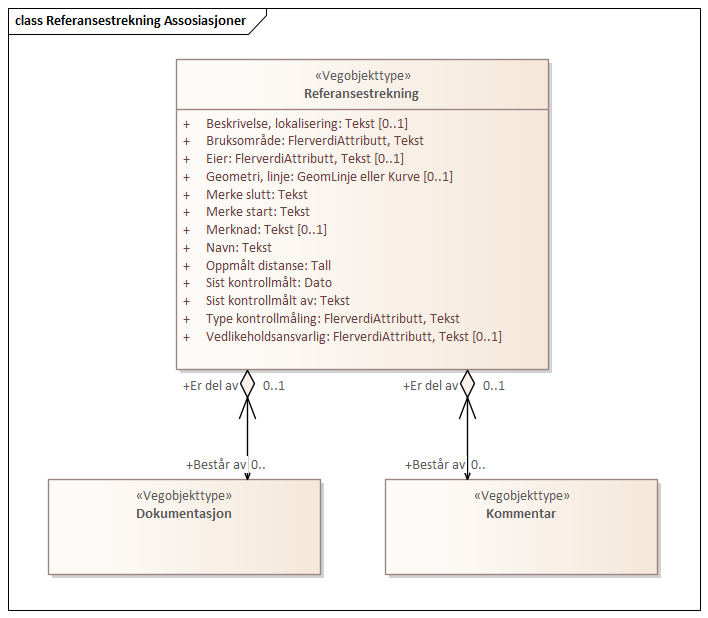 class Referansestrekning Assosiasjoner
«Vegobjekttype»
Referansestrekning
+ Beskrivelse, lokalisering: Tekst [0..1]
+ Bruksområde: FlerverdiAttributt, Tekst
+ Eier: FlerverdiAttributt, Tekst [0..1]
+ Geometri, linje: GeomLinje eller Kurve [0..1]
+ Merke slutt: Tekst
+ Merke start: Tekst
+ Merknad: Tekst [0..1]
+ Navn: Tekst
+ Oppmålt distanse: Tall
+ Sist kontrollmålt: Dato
+ Sist kontrollmålt av: Tekst
+ Type kontrollmåling: FlerverdiAttributt, Tekst
+ Vedlikeholdsansvarlig: FlerverdiAttributt, Tekst [0..1]
+Er del av 0..1 +Er del av 0..1
+Består av 0.. +Består av 0..
«Vegobjekttype» «Vegobjekttype»
Dokumentasjon Kommentar